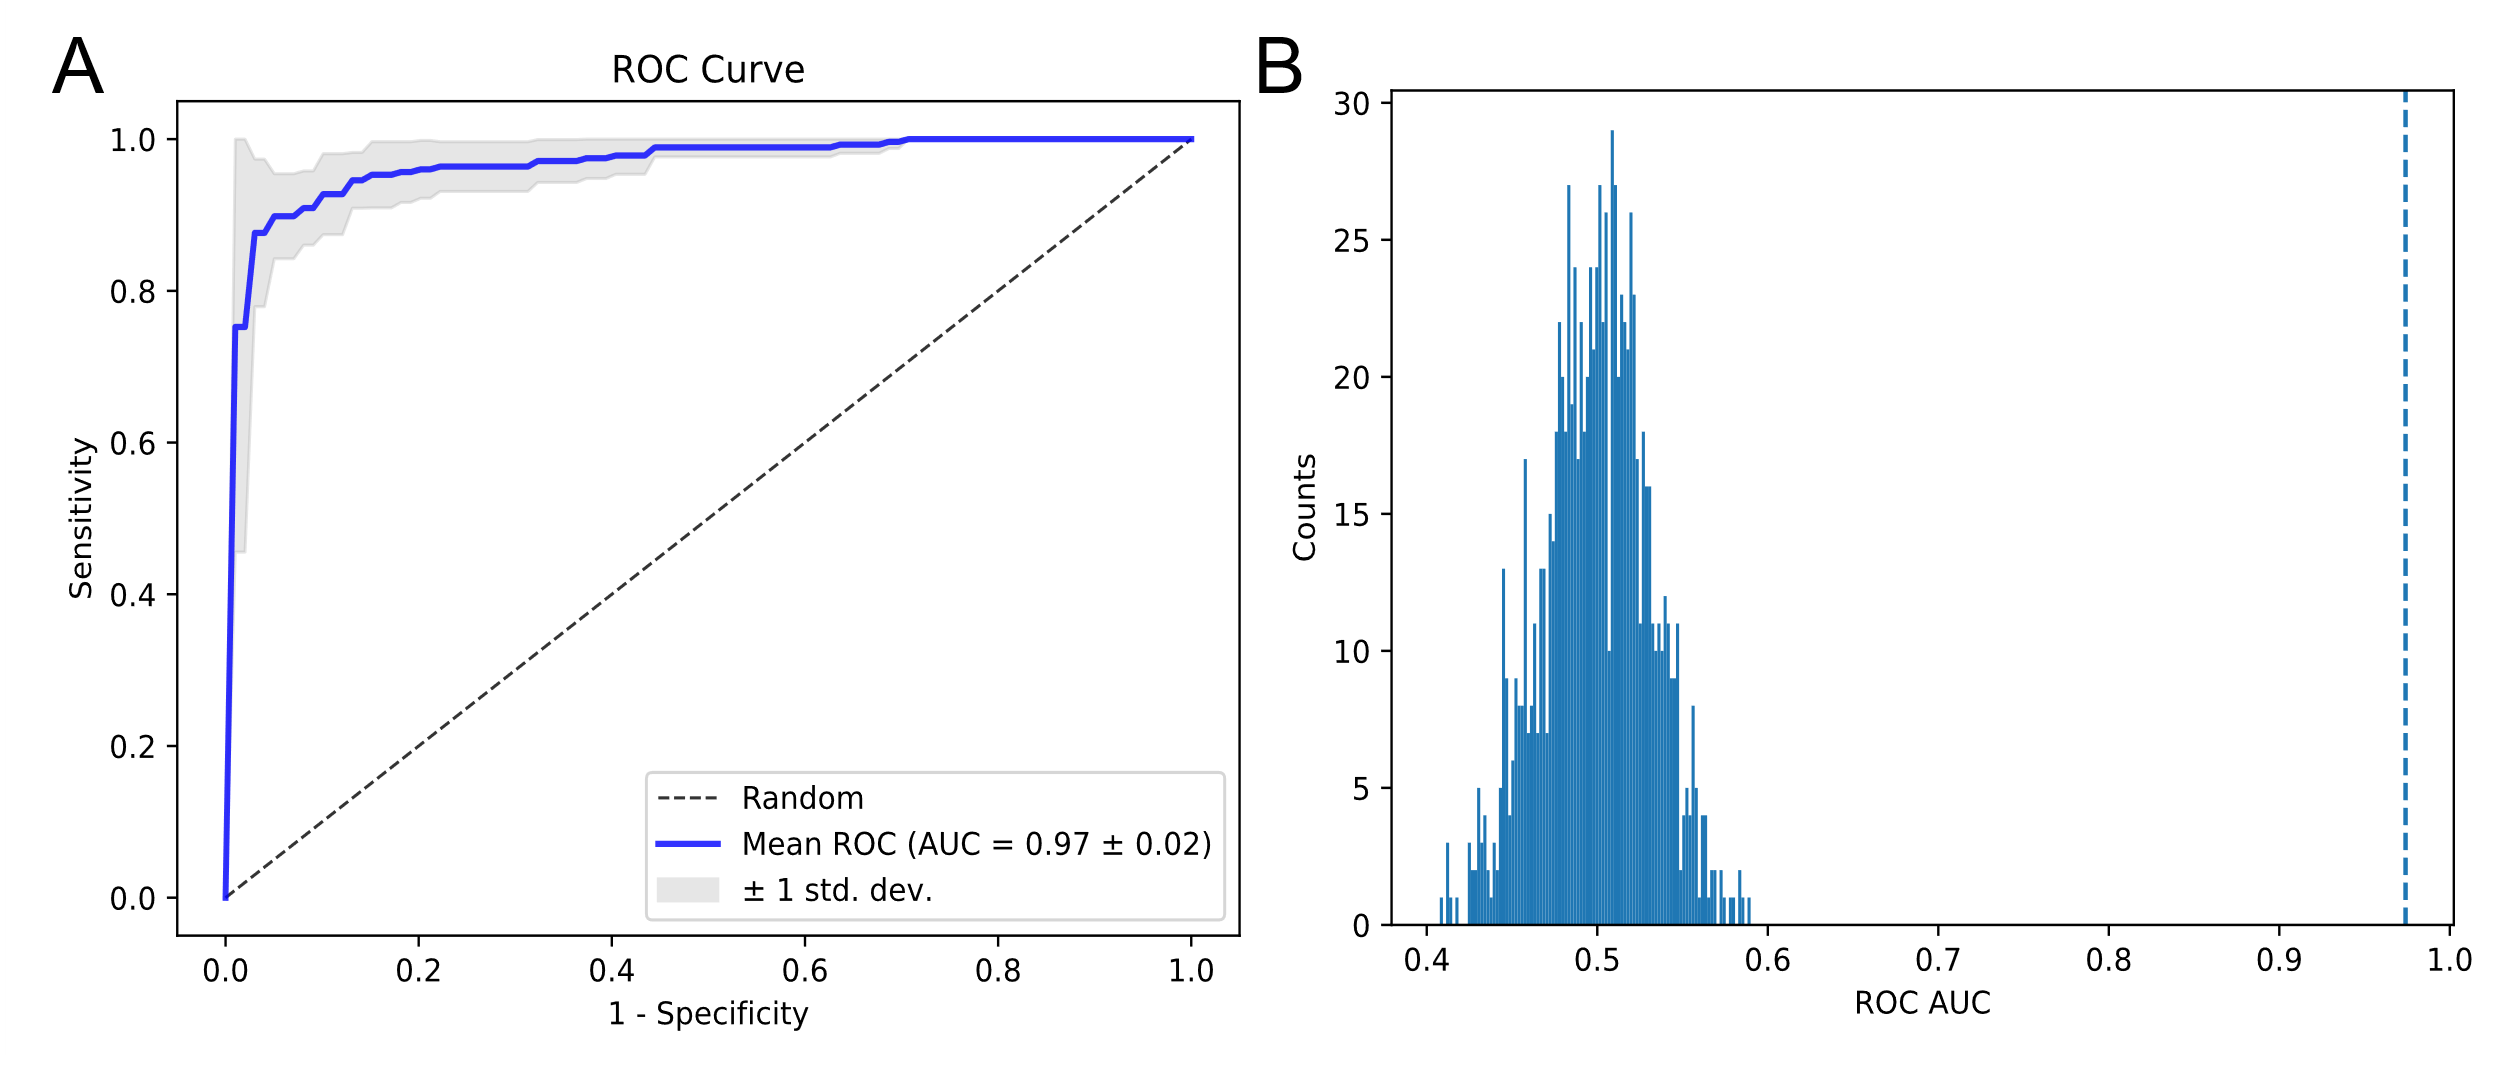 A
ROC Curve
1.0
0.8
0.6
0.4
0.2
0.0
Sensitivity
Random
Mean ROC (AUC = 0.97 ± 0.02)
± 1 std. dev.
0.0 0.2 0.4 0.6 0.8 1.0
1 - Specificity
B
30
25
20
15
10
5
0
Counts
0.4 0.5 0.6 0.7 0.8 0.9 1.0
ROC AUC